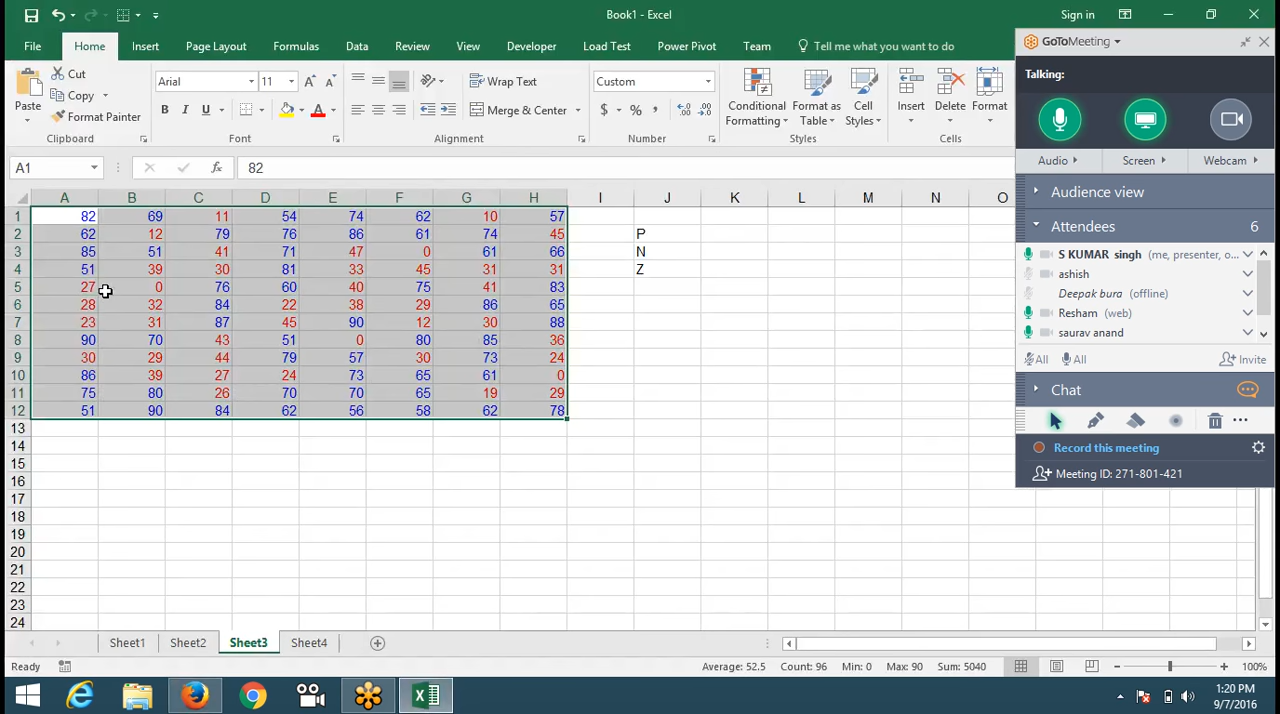 Book1 - Excel
Sign in
File Home Insert Page Layout Formulas Data Review View Developer Load Test Power Pivot Team Tell me what you want to do
GoToMeeting
Talking:
Audio Screen Webcam
Audience view
Attendees 6
S KUMAR singh (me, presenter, o...
ashish
Deepak bura (offline)
Resham (web)
saurav anand
All All Invite
Chat
Record this meeting
Meeting ID: 271-801-421
Paste Cut
Copy
Format Painter
Arial 11
B I U A
Wrap Text
Merge & Center
Custom
$ % ,
Conditional Formatting Format as Table Cell Styles
Insert Delete Format
Clipboard Font Alignment Number Styles Cells
A1 fx 82
A B C D E F G H I J K L M N O
1 82 69 11 54 74 62 10 57
2 62 12 79 76 86 61 74 45 P
3 85 51 41 71 47 0 61 66 N
4 51 39 30 81 33 45 31 31 Z
5 27 0 76 60 40 75 41 83
6 28 32 84 22 38 29 86 65
7 23 31 87 45 90 12 30 88
8 90 70 43 51 0 80 85 36
9 30 29 44 79 57 30 73 24
10 86 39 27 24 73 65 61 0
11 75 80 26 70 70 65 19 29
12 51 90 84 62 56 58 62 78
13
14
15
16
17
18
19
20
21
22
23
24
Sheet1 Sheet2 Sheet3 Sheet4
Ready Average: 52.5 Count: 96 Min: 0 Max: 90 Sum: 5040 100%
1:20 PM
9/7/2016